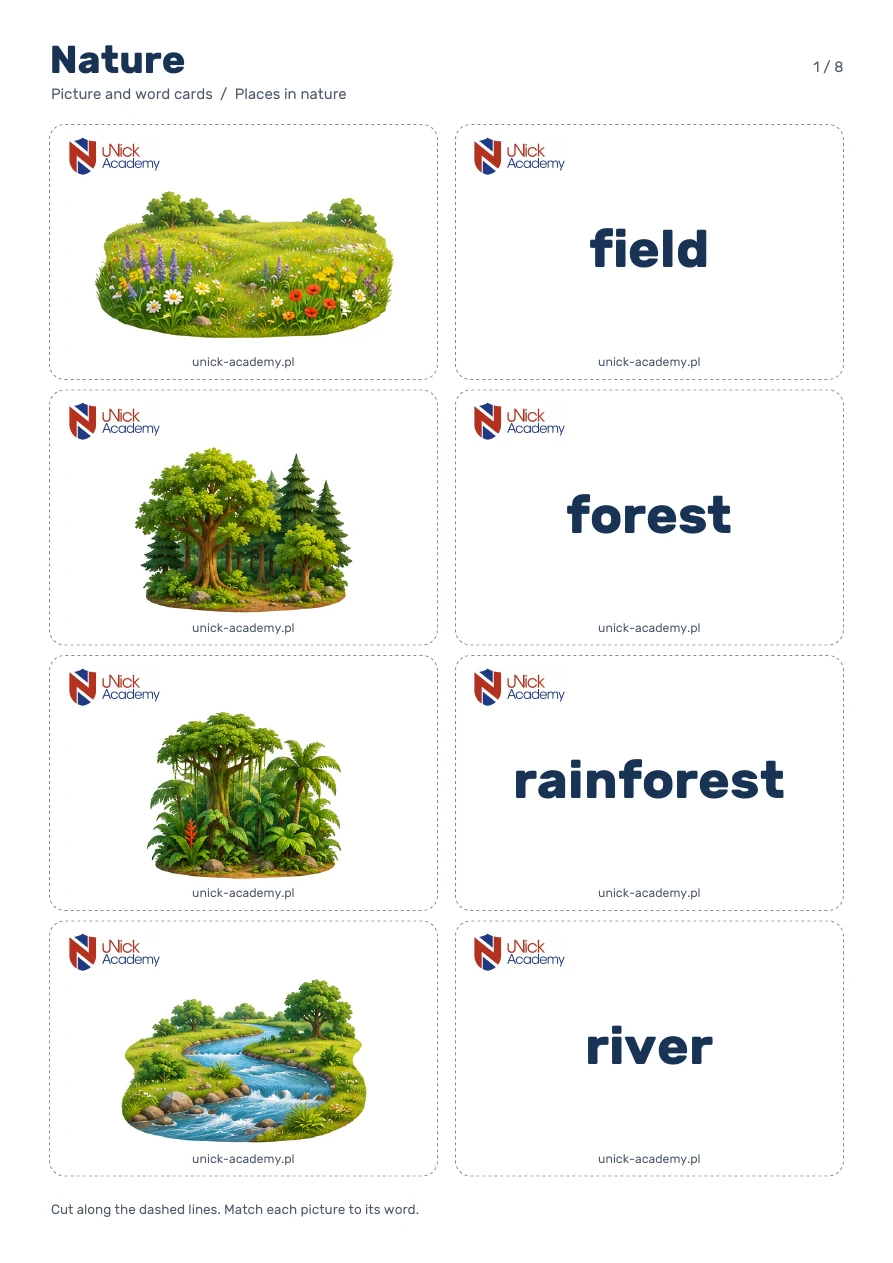 Nature
1 / 8
Picture and word cards / Places in nature
uNick
Academy
unick-academy.pl
uNick
Academy
field
unick-academy.pl
uNick
Academy
unick-academy.pl
uNick
Academy
forest
unick-academy.pl
uNick
Academy
unick-academy.pl
uNick
Academy
rainforest
unick-academy.pl
uNick
Academy
unick-academy.pl
uNick
Academy
river
unick-academy.pl
Cut along the dashed lines. Match each picture to its word.